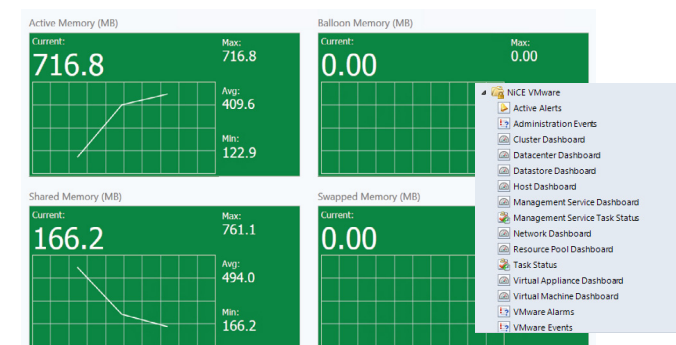 Active Memory (MB)
Current:
716.8
Max:
716.8
Avg:
409.6
Min:
122.9
Balloon Memory (MB)
Current:
0.00
Max:
0.00
Shared Memory (MB)
Current:
166.2
Max:
761.1
Avg:
494.0
Min:
166.2
Swapped Memory (MB)
Current:
0.00
NiCE VMware
Active Alerts
Administration Events
Cluster Dashboard
Datacenter Dashboard
Datastore Dashboard
Host Dashboard
Management Service Dashboard
Management Service Task Status
Network Dashboard
Resource Pool Dashboard
Task Status
Virtual Appliance Dashboard
Virtual Machine Dashboard
VMware Alarms
VMware Events